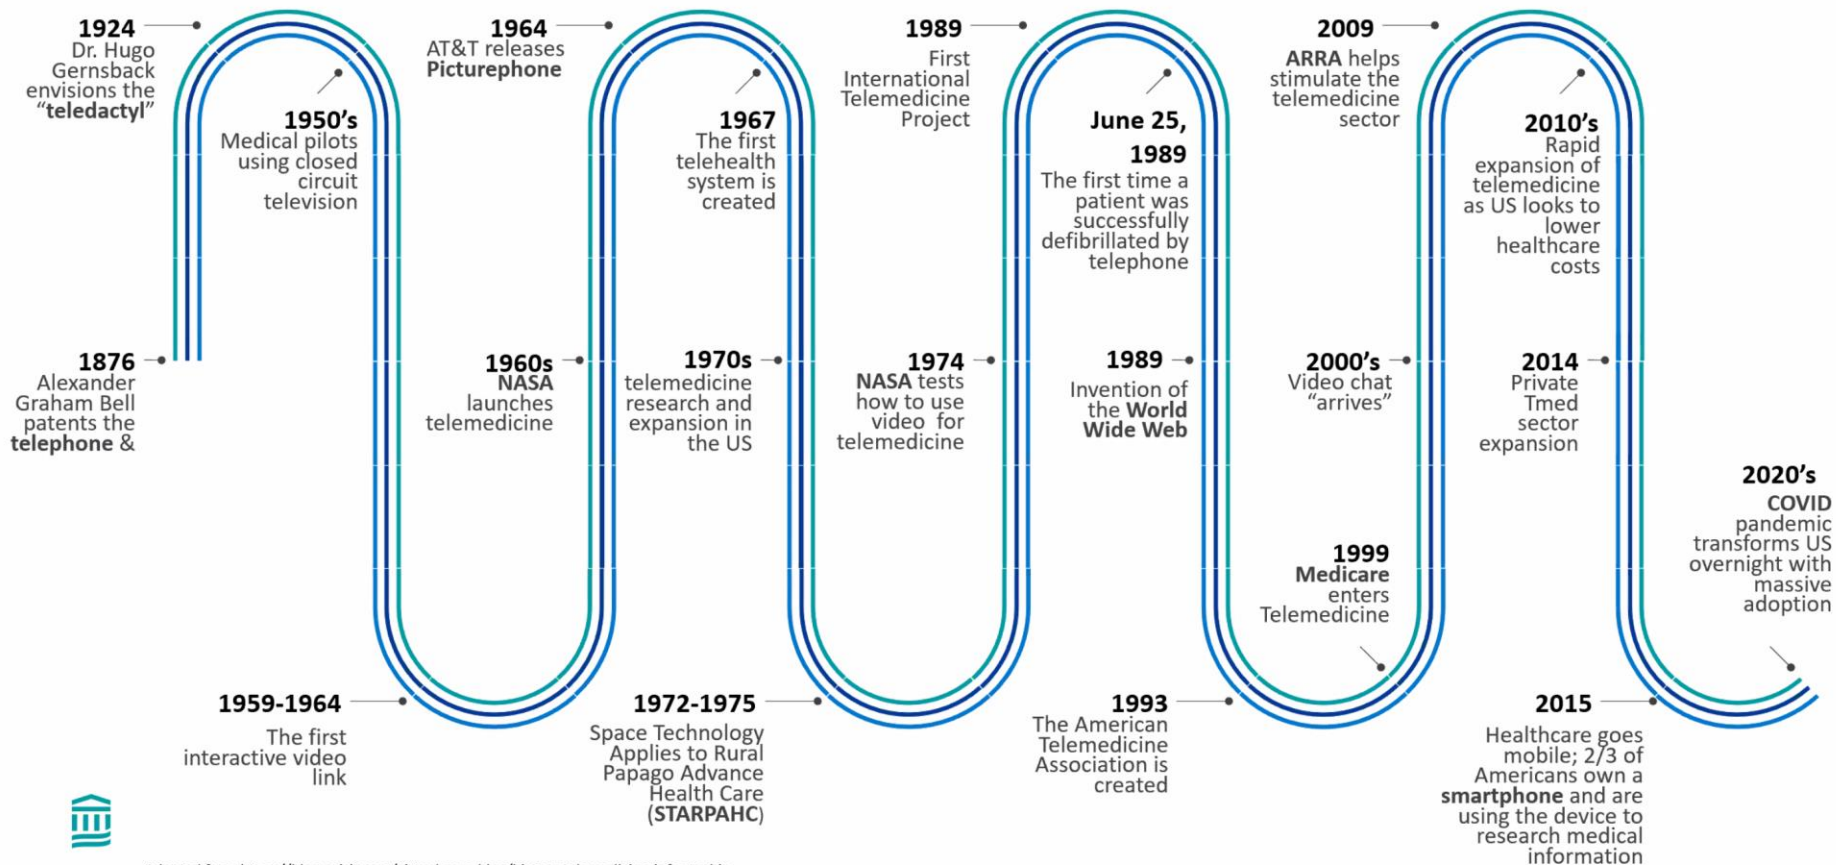 1876
Alexander
Graham Bell
patents the
telephone &
1924
Dr. Hugo
Gernsback
envisions the
“teledactyl”
1950’s
Medical pilots
using closed
circuit
television
1959-1964
The first
interactive video
link
1960s
NASA
launches
telemedicine
1964
AT&T releases
Picturephone
1967
The first
telehealth
system is
created
1970s
telemedicine
research and
expansion in
the US
1972-1975
Space Technology
Applies to Rural
Papago Advance
Health Care
(STARPAHC)
1974
NASA tests
how to use
video for
telemedicine
1989
First
International
Telemedicine
Project
June 25,
1989
The first time a
patient was
successfully
defibrillated by
telephone
1989
Invention of
the World
Wide Web
1993
The American
Telemedicine
Association is
created
1999
Medicare
enters
Telemedicine
2000’s
Video chat
“arrives”
2009
ARRA helps
stimulate the
telemedicine
sector
2010’s
Rapid
expansion of
telemedicine
as US looks to
lower
healthcare
costs
2014
Private
Tmed
sector
expansion
2015
Healthcare goes
mobile; 2/3 of
Americans own a
smartphone and are
using the device to
research medical
information
2020’s
COVID
pandemic
transforms US
overnight with
massive
adoption